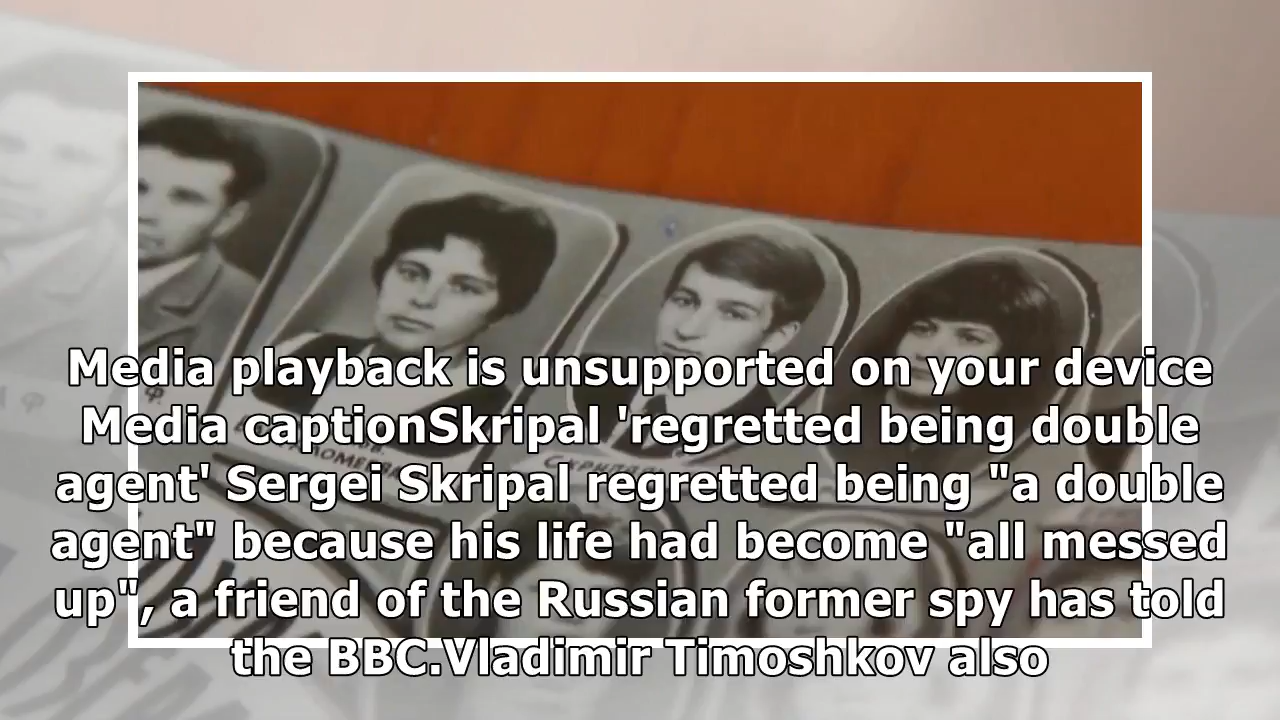 Media playback is unsupported on your device
Media captionSkripal 'regretted being double
agent' Sergei Skripal regretted being "a double
agent" because his life had become "all messed
up", a friend of the Russian former spy has told
the BBC.Vladimir Timoshkov also